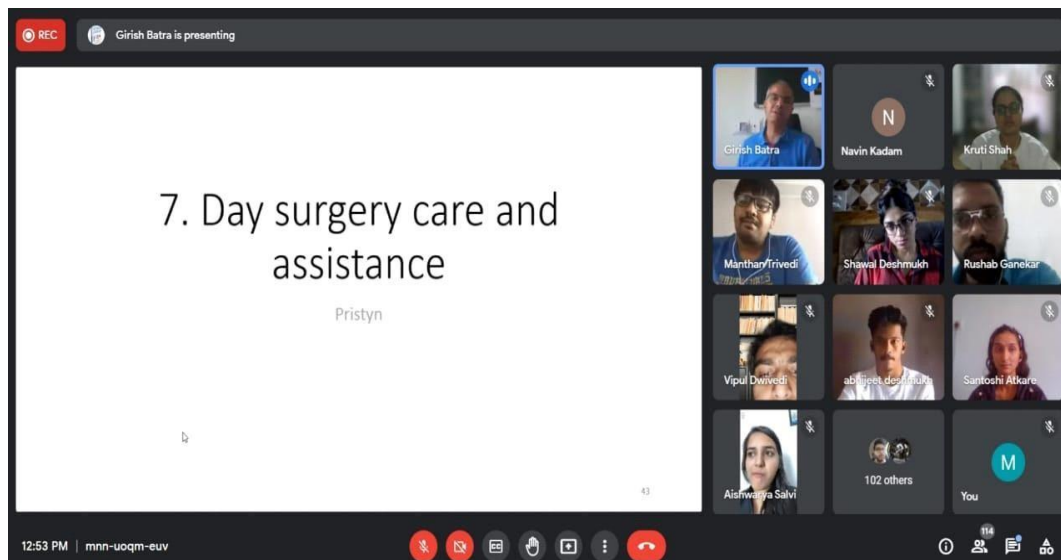 REC
Girish Batra is presenting
7. Day surgery care and
assistance
Pristyn
43
Girish Batra
N
Navin Kadam
Kruti Shah
Manthan Trivedi
Shawal Deshmukh
Rushab Ganekar
Vipul Dwivedi
abhijeet deshmukh
Santoshi Atkare
Aishwarya Salvi
102 others
M
You
12:53 PM | mnn-uoqm-euv
CC
114